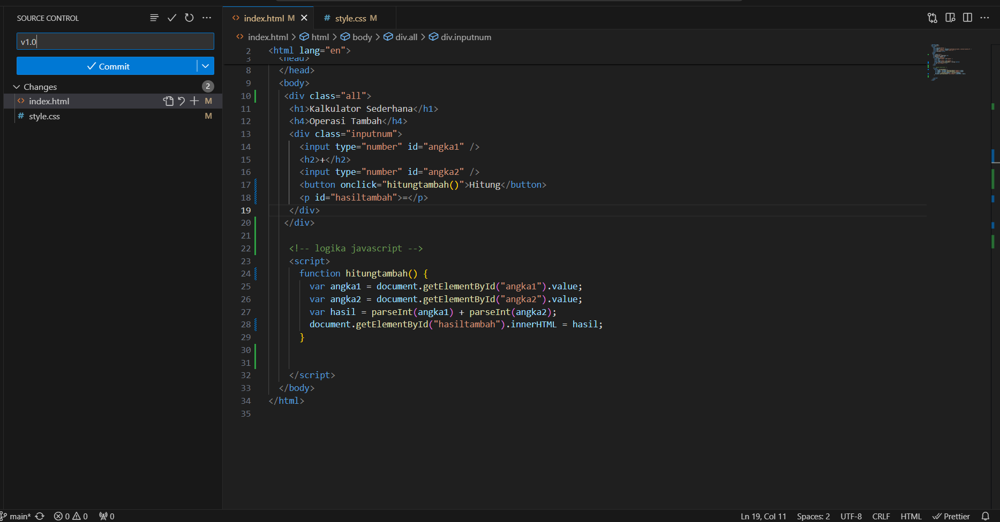 SOURCE CONTROL
v1.0
Commit
Changes 2
index.html M
style.css M
index.html M
style.css M
index.html > html > body > div.all > div.inputnum
2 <html lang="en">
3 <head>
8 </head>
9 <body>
10 <div class="all">
11 <h1>Kalkulator Sederhana</h1>
12 <h4>Operasi Tambah</h4>
13 <div class="inputnum">
14 <input type="number" id="angka1" />
15 <h2>+</h2>
16 <input type="number" id="angka2" />
17 <button onclick="hitungtambah()">Hitung</button>
18 <p id="hasiltambah">=</p>
19 </div>
20 </div>
21
22 <!-- logika javascript -->
23 <script>
24 function hitungtambah() {
25 var angka1 = document.getElementById("angka1").value;
26 var angka2 = document.getElementById("angka2").value;
27 var hasil = parseInt(angka1) + parseInt(angka2);
28 document.getElementById("hasiltambah").innerHTML = hasil;
29 }
30
31
32 </script>
33 </body>
34 </html>
35
main* 0 0 0 Ln 19, Col 11 Spaces: 2 UTF-8 CRLF HTML Prettier